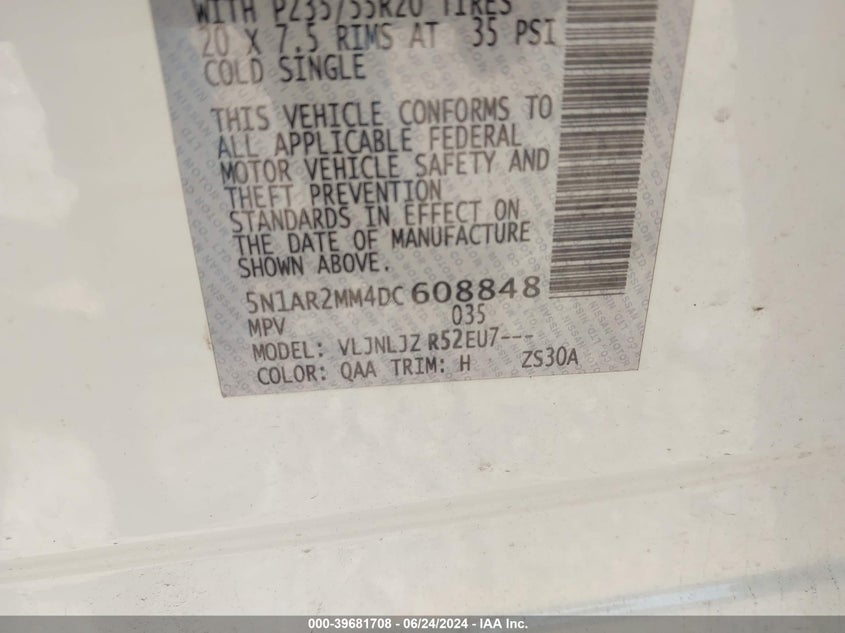 WITH P235/55R20 TIRES
20 X 7.5 RIMS AT 35 PSI
COLD SINGLE
THIS VEHICLE CONFORMS TO
ALL APPLICABLE FEDERAL
MOTOR VEHICLE SAFETY AND
THEFT PREVENTION
STANDARDS IN EFFECT ON
THE DATE OF MANUFACTURE
SHOWN ABOVE.
5N1AR2MM4DC 608848
MPV 035
MODEL: VLJNLJZ R52EU7---
COLOR: QAA TRIM: H ZS30A
000-39681708 - 06/24/2024 - IAA Inc.